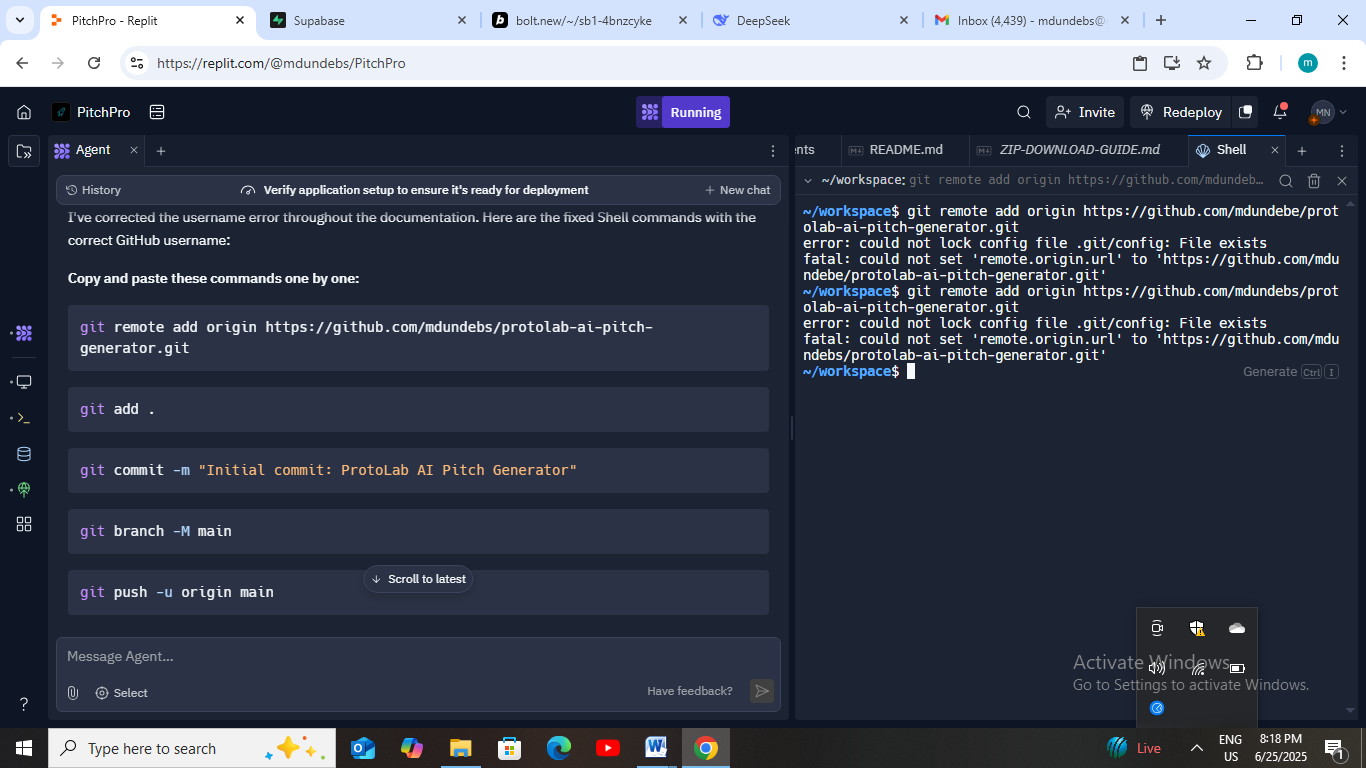 PitchPro - Replit
Supabase
bolt.new/~/sb1-4bnzcyke
DeepSeek
Inbox (4,439) - mdundebs@
https://replit.com/@mdundebs/PitchPro
m
PitchPro
Running
Invite
Redeploy
MN
Agent
ents
README.md
ZIP-DOWNLOAD-GUIDE.md
Shell
History
Verify application setup to ensure it's ready for deployment
New chat
I've corrected the username error throughout the documentation. Here are the fixed Shell commands with the
correct GitHub username:
Copy and paste these commands one by one:
git remote add origin https://github.com/mdundebs/protolab-ai-pitch-
generator.git
git add .
git commit -m "Initial commit: ProtoLab AI Pitch Generator"
git branch -M main
git push -u origin main
Scroll to latest
Message Agent...
Select
Have feedback?
~/workspace: git remote add origin https://github.com/mdundeb...
~/workspace$ git remote add origin https://github.com/mdundebe/prot
olab-ai-pitch-generator.git
error: could not lock config file .git/config: File exists
fatal: could not set 'remote.origin.url' to 'https://github.com/mdu
ndebe/protolab-ai-pitch-generator.git'
~/workspace$ git remote add origin https://github.com/mdundebs/prot
olab-ai-pitch-generator.git
error: could not lock config file .git/config: File exists
fatal: could not set 'remote.origin.url' to 'https://github.com/mdu
ndebs/protolab-ai-pitch-generator.git'
~/workspace$
Generate Ctrl I
Activate Windows
Go to Settings to activate Windows.
Type here to search
Live
ENG
US
8:18 PM
6/25/2025
1